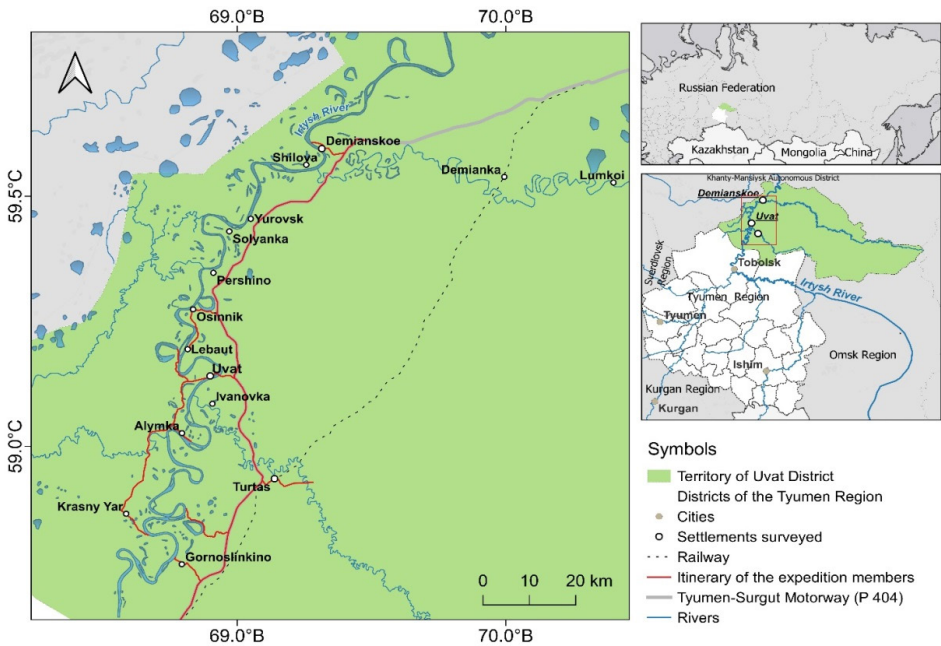 69.0°B
70.0°B
Irtysh River
Demianskoe
Shilova
Demianka
Lumkoi
59.5°C
Yurovsk
Solyanka
Pershino
Osinnik
Lebaut
Uvat
Ivanovka
Alymka
59.0°C
Turtas
Krasny Yar
Gornoslinkino
0 10 20 km
69.0°B
70.0°B
Russian Federation
Kazakhstan
Mongolia
China
Khanty-Mansiysk Autonomous District
Demianskoe
Uvat
Sverdlovsk
Region
Tobolsk
Irtysh River
Tyumen Region
Tyumen
Omsk Region
Ishim
Kurgan Region
Kurgan
Symbols
Territory of Uvat District
Districts of the Tyumen Region
Cities
Settlements surveyed
Railway
Itinerary of the expedition members
Tyumen-Surgut Motorway (P 404)
Rivers